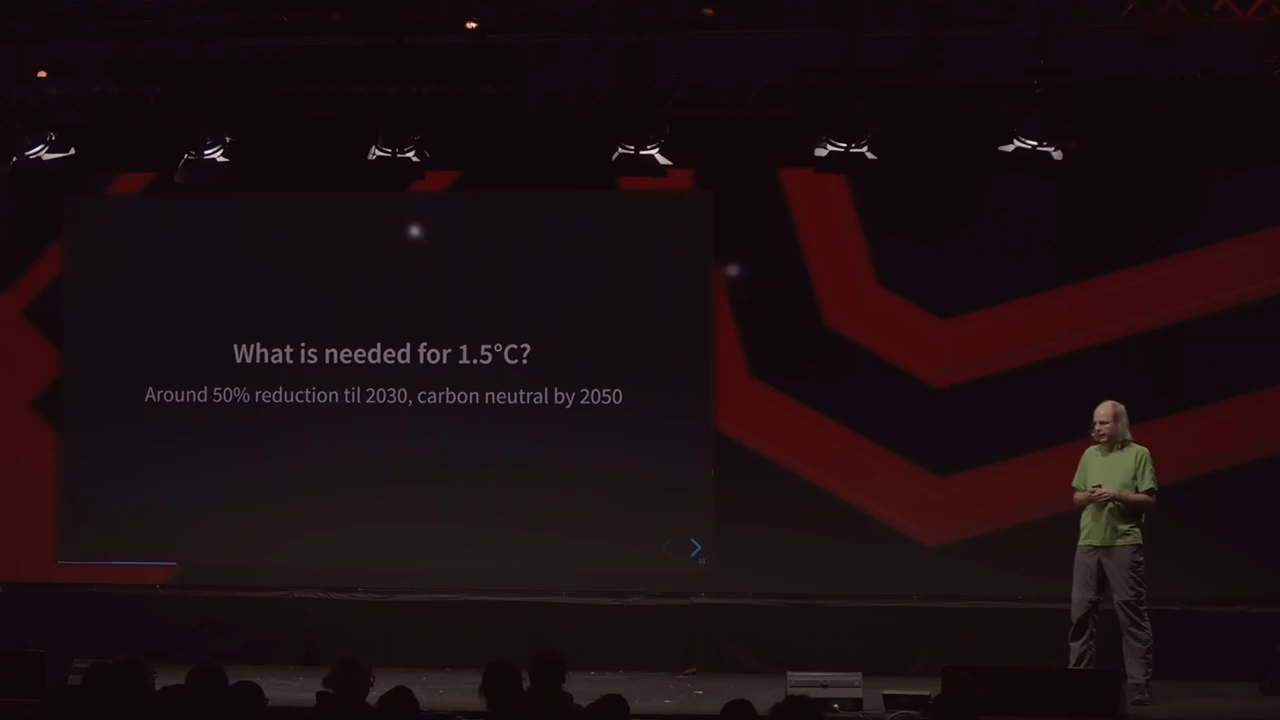 What is needed for 1.5°C?
Around 50% reduction til 2030, carbon neutral by 2050